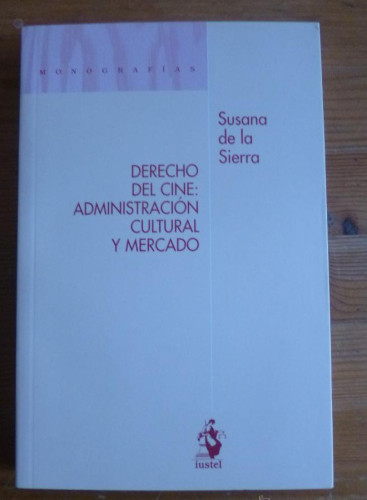 MONOGRAFÍAS
Susana
de la
Sierra
DERECHO
DEL CINE:
ADMINISTRACIÓN
CULTURAL
Y MERCADO
iustel